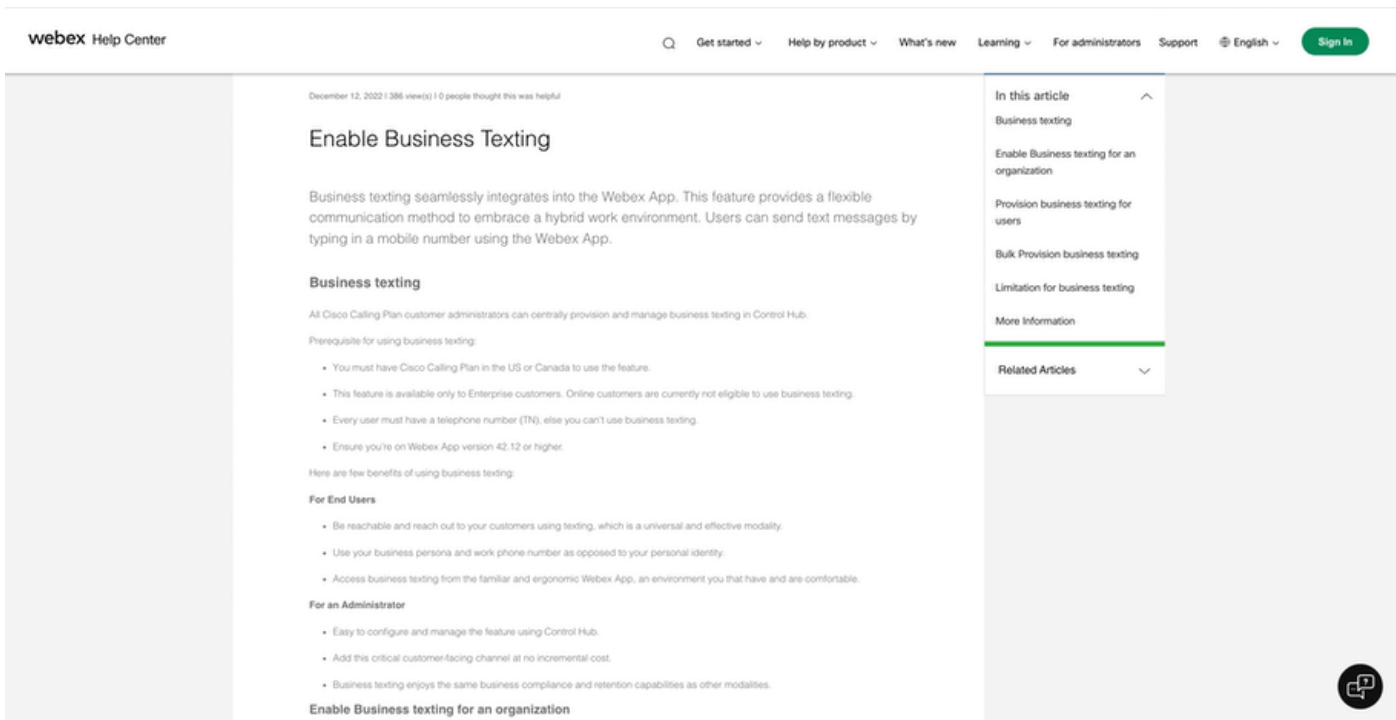 webex Help Center
Get started
Help by product
What's new
Learning
For administrators
Support
English
Sign In
December 12, 2022 | 386 view(s) | 0 people thought this was helpful
Enable Business Texting
Business texting seamlessly integrates into the Webex App. This feature provides a flexible
communication method to embrace a hybrid work environment. Users can send text messages by
typing in a mobile number using the Webex App.
Business texting
All Cisco Calling Plan customer administrators can centrally provision and manage business texting in Control Hub.
Prerequisite for using business texting:
• You must have Cisco Calling Plan in the US or Canada to use the feature.
• This feature is available only to Enterprise customers. Online customers are currently not eligible to use business texting.
• Every user must have a telephone number (TN), else you can't use business texting.
• Ensure you're on Webex App version 42.12 or higher.
Here are few benefits of using business texting:
For End Users
• Be reachable and reach out to your customers using texting, which is a universal and effective modality.
• Use your business persona and work phone number as opposed to your personal identity.
• Access business texting from the familiar and ergonomic Webex App, an environment you that have and are comfortable.
For an Administrator
• Easy to configure and manage the feature using Control Hub.
• Add this critical customer-facing channel at no incremental cost.
• Business texting enjoys the same business compliance and retention capabilities as other modalities.
Enable Business texting for an organization
In this article
Business texting
Enable Business texting for an
organization
Provision business texting for
users
Bulk Provision business texting
Limitation for business texting
More Information
Related Articles